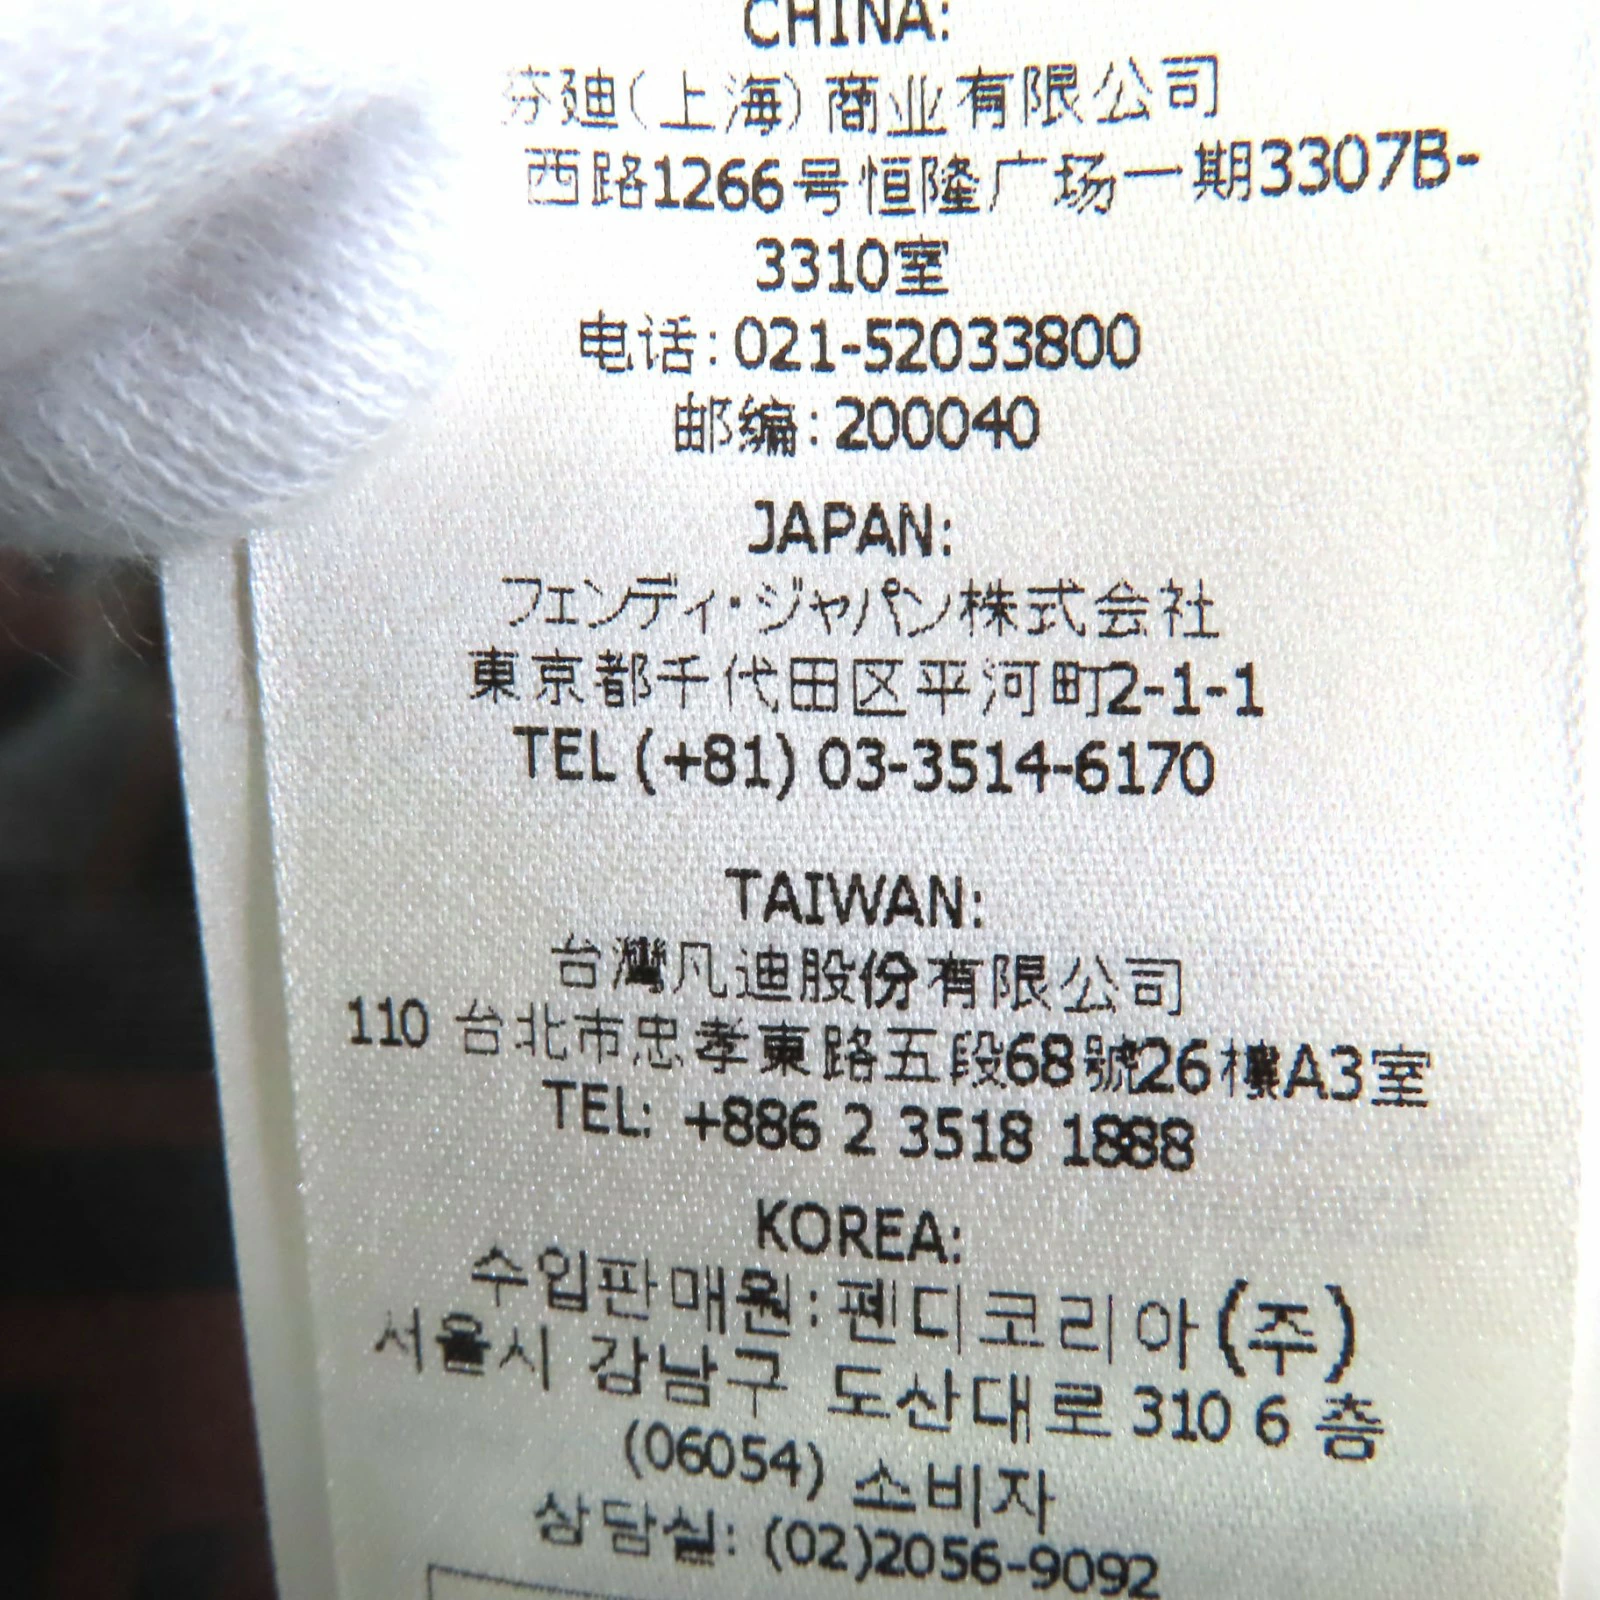 CHINA:
芬廸(上海)商业有限公司
西路1266号恒隆广场一期3307B-
3310室
电话:021-52033800
邮编:200040
JAPAN:
フェンディ・ジャパン株式会社
東京都千代田区平河町2-1-1
TEL (+81) 03-3514-6170
TAIWAN:
台灣凡迪股份有限公司
110 台北市忠孝東路五段68號26樓A3室
TEL: +886 2 3518 1888
KOREA:
수입판매원:펜디코리아(주)
서울시 강남구 도산대로 310 6 층
(06054) 소비자
상담실: (02)2056-9092